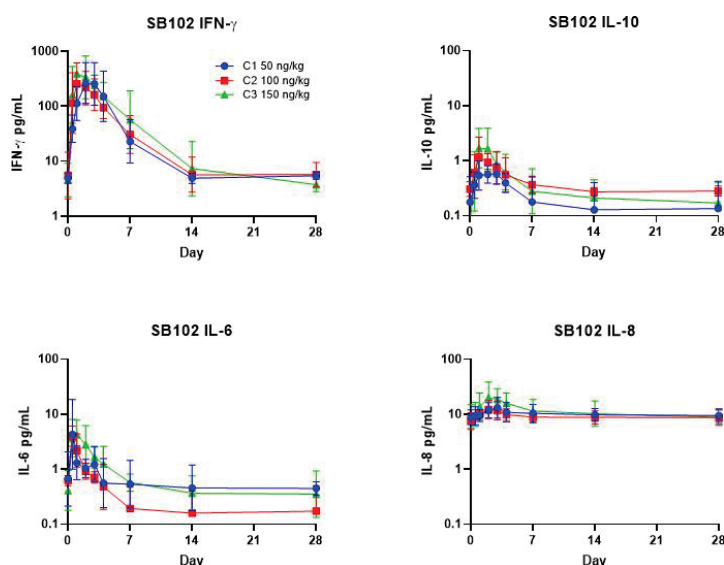 SB102 IFN-γ
IFN-γ pg/mL
1000
100
10
1
C1 50 ng/kg
C2 100 ng/kg
C3 150 ng/kg
0 7 14 21 28
Day
SB102 IL-10
IL-10 pg/mL
100
10
1
0.1
0 7 14 21 28
Day
SB102 IL-6
IL-6 pg/mL
100
10
1
0.1
0 7 14 21 28
Day
SB102 IL-8
IL-8 pg/mL
100
10
1
0.1
0 7 14 21 28
Day